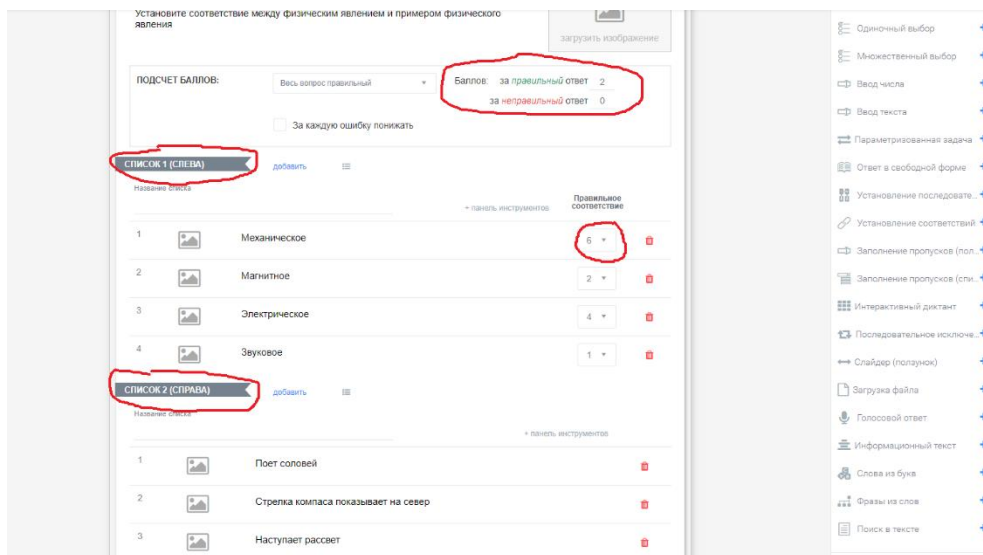 Установите соответствие между физическим явлением и примером физического
явления
загрузить изображение
ПОДСЧЕТ БАЛЛОВ:
Весь вопрос правильный
Баллов: за правильный ответ 2
за неправильный ответ 0
За каждую ошибку понижать
СПИСОК 1 (СЛЕВА)
добавить
Название списка
+ панель инструментов
Правильное
соответствие
1 Механическое 6
2 Магнитное 2
3 Электрическое 4
4 Звуковое 1
СПИСОК 2 (СПРАВА)
добавить
Название списка
+ панель инструментов
1 Поет соловей
2 Стрелка компаса показывает на север
3 Наступает рассвет
Одиночный выбор +
Множественный выбор +
Ввод числа +
Ввод текста +
Параметризованная задача +
Ответ в свободной форме +
Установление последовате... +
Установление соответствий +
Заполнение пропусков (пол... +
Заполнение пропусков (спи... +
Интерактивный диктант +
Последовательное исключе... +
Слайдер (ползунок) +
Загрузка файла +
Голосовой ответ +
Информационный текст +
Слова из букв +
Фразы из слов +
Поиск в тексте +